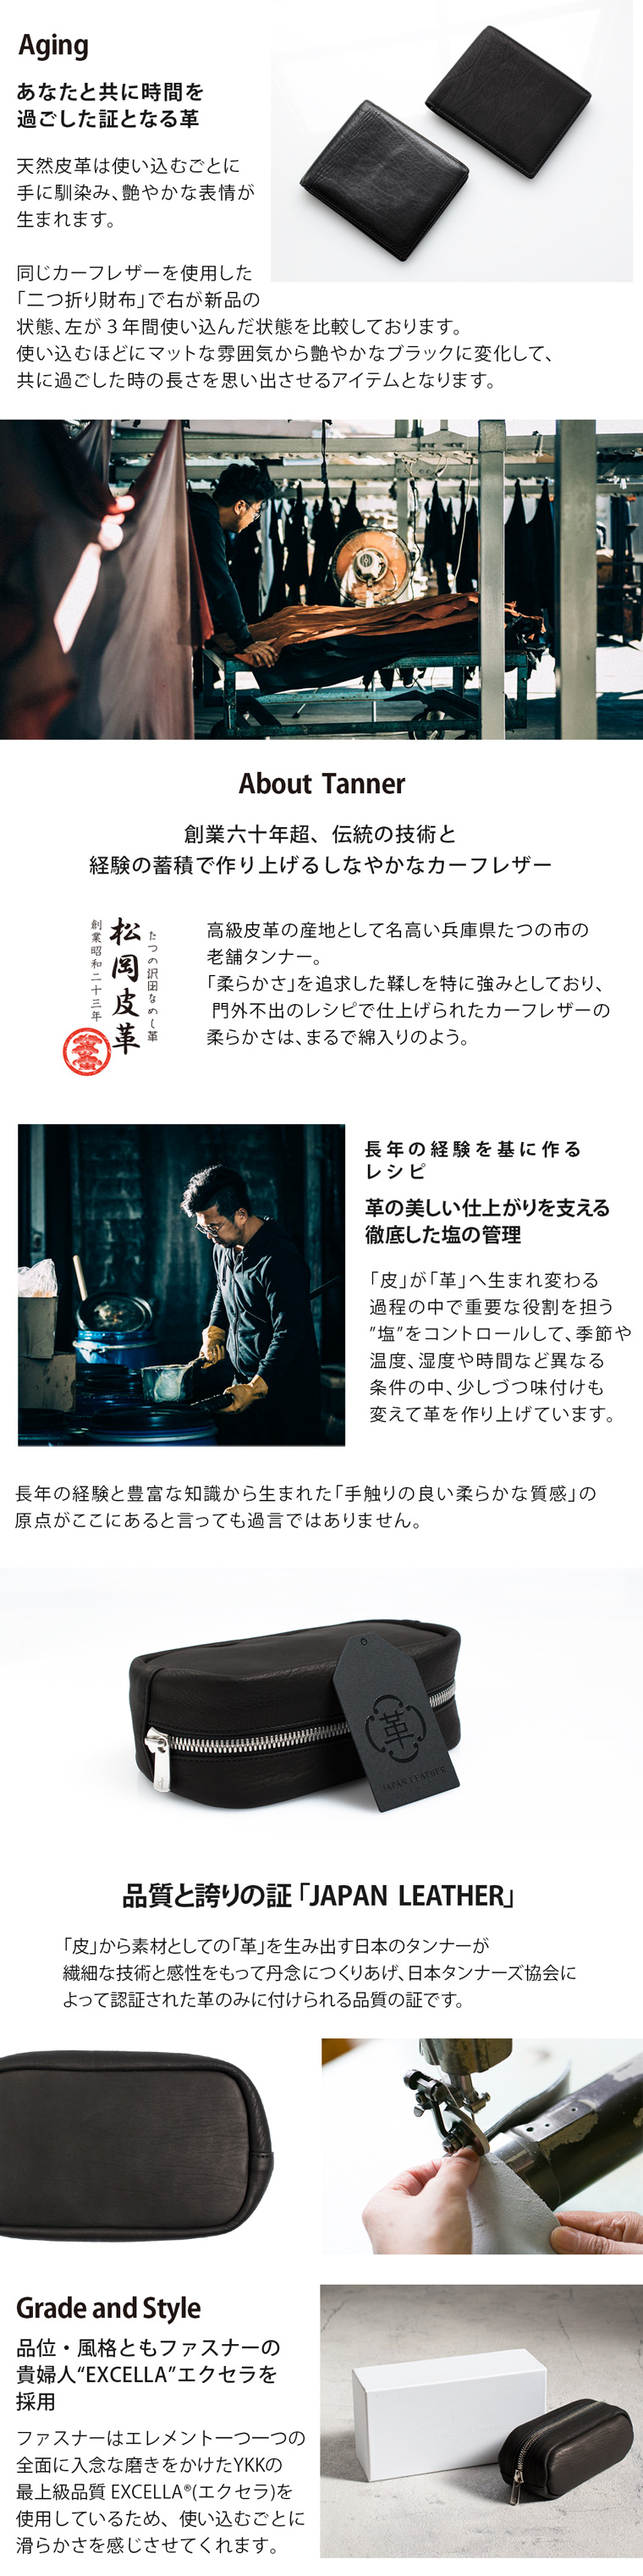 Aging
あなたと共に時間を
過ごした証となる革
天然皮革は使い込むごとに
手に馴染み、艶やかな表情が
生まれます。
同じカーフレザーを使用した
「二つ折り財布」で右が新品の
状態、左が３年間使い込んだ状態を比較しております。
使い込むほどにマットな雰囲気から艶やかなブラックに変化して、
共に過ごした時の長さを思い出させるアイテムとなります。
About Tanner
創業六十年超、伝統の技術と
経験の蓄積で作り上げるしなやかなカーフレザー
たつの沢田なめし革
松岡皮革
創業昭和二十三年
高級皮革の産地として名高い兵庫県たつの市の
老舗タンナー。
「柔らかさ」を追求した鞣しを特に強みとしており、
門外不出のレシピで仕上げられたカーフレザーの
柔らかさは、まるで綿入りのよう。
長年の経験を基に作る
レシピ
革の美しい仕上がりを支える
徹底した塩の管理
「皮」が「革」へ生まれ変わる
過程の中で重要な役割を担う
”塩”をコントロールして、季節や
温度、湿度や時間など異なる
条件の中、少しづつ味付けも
変えて革を作り上げています。
長年の経験と豊富な知識から生まれた「手触りの良い柔らかな質感」の
原点がここにあると言っても過言ではありません。
革
JAPAN LEATHER
品質と誇りの証「JAPAN LEATHER」
「皮」から素材としての「革」を生み出す日本のタンナーが
繊細な技術と感性をもって丹念につくりあげ、日本タンナーズ協会に
よって認証された革のみに付けられる品質の証です。
Grade and Style
品位・風格ともファスナーの
貴婦人“EXCELLA”エクセラを
採用
ファスナーはエレメント一つ一つの
全面に入念な磨きをかけたYKKの
最上級品質 EXCELLA®(エクセラ)を
使用しているため、使い込むごとに
滑らかさを感じさせてくれます。